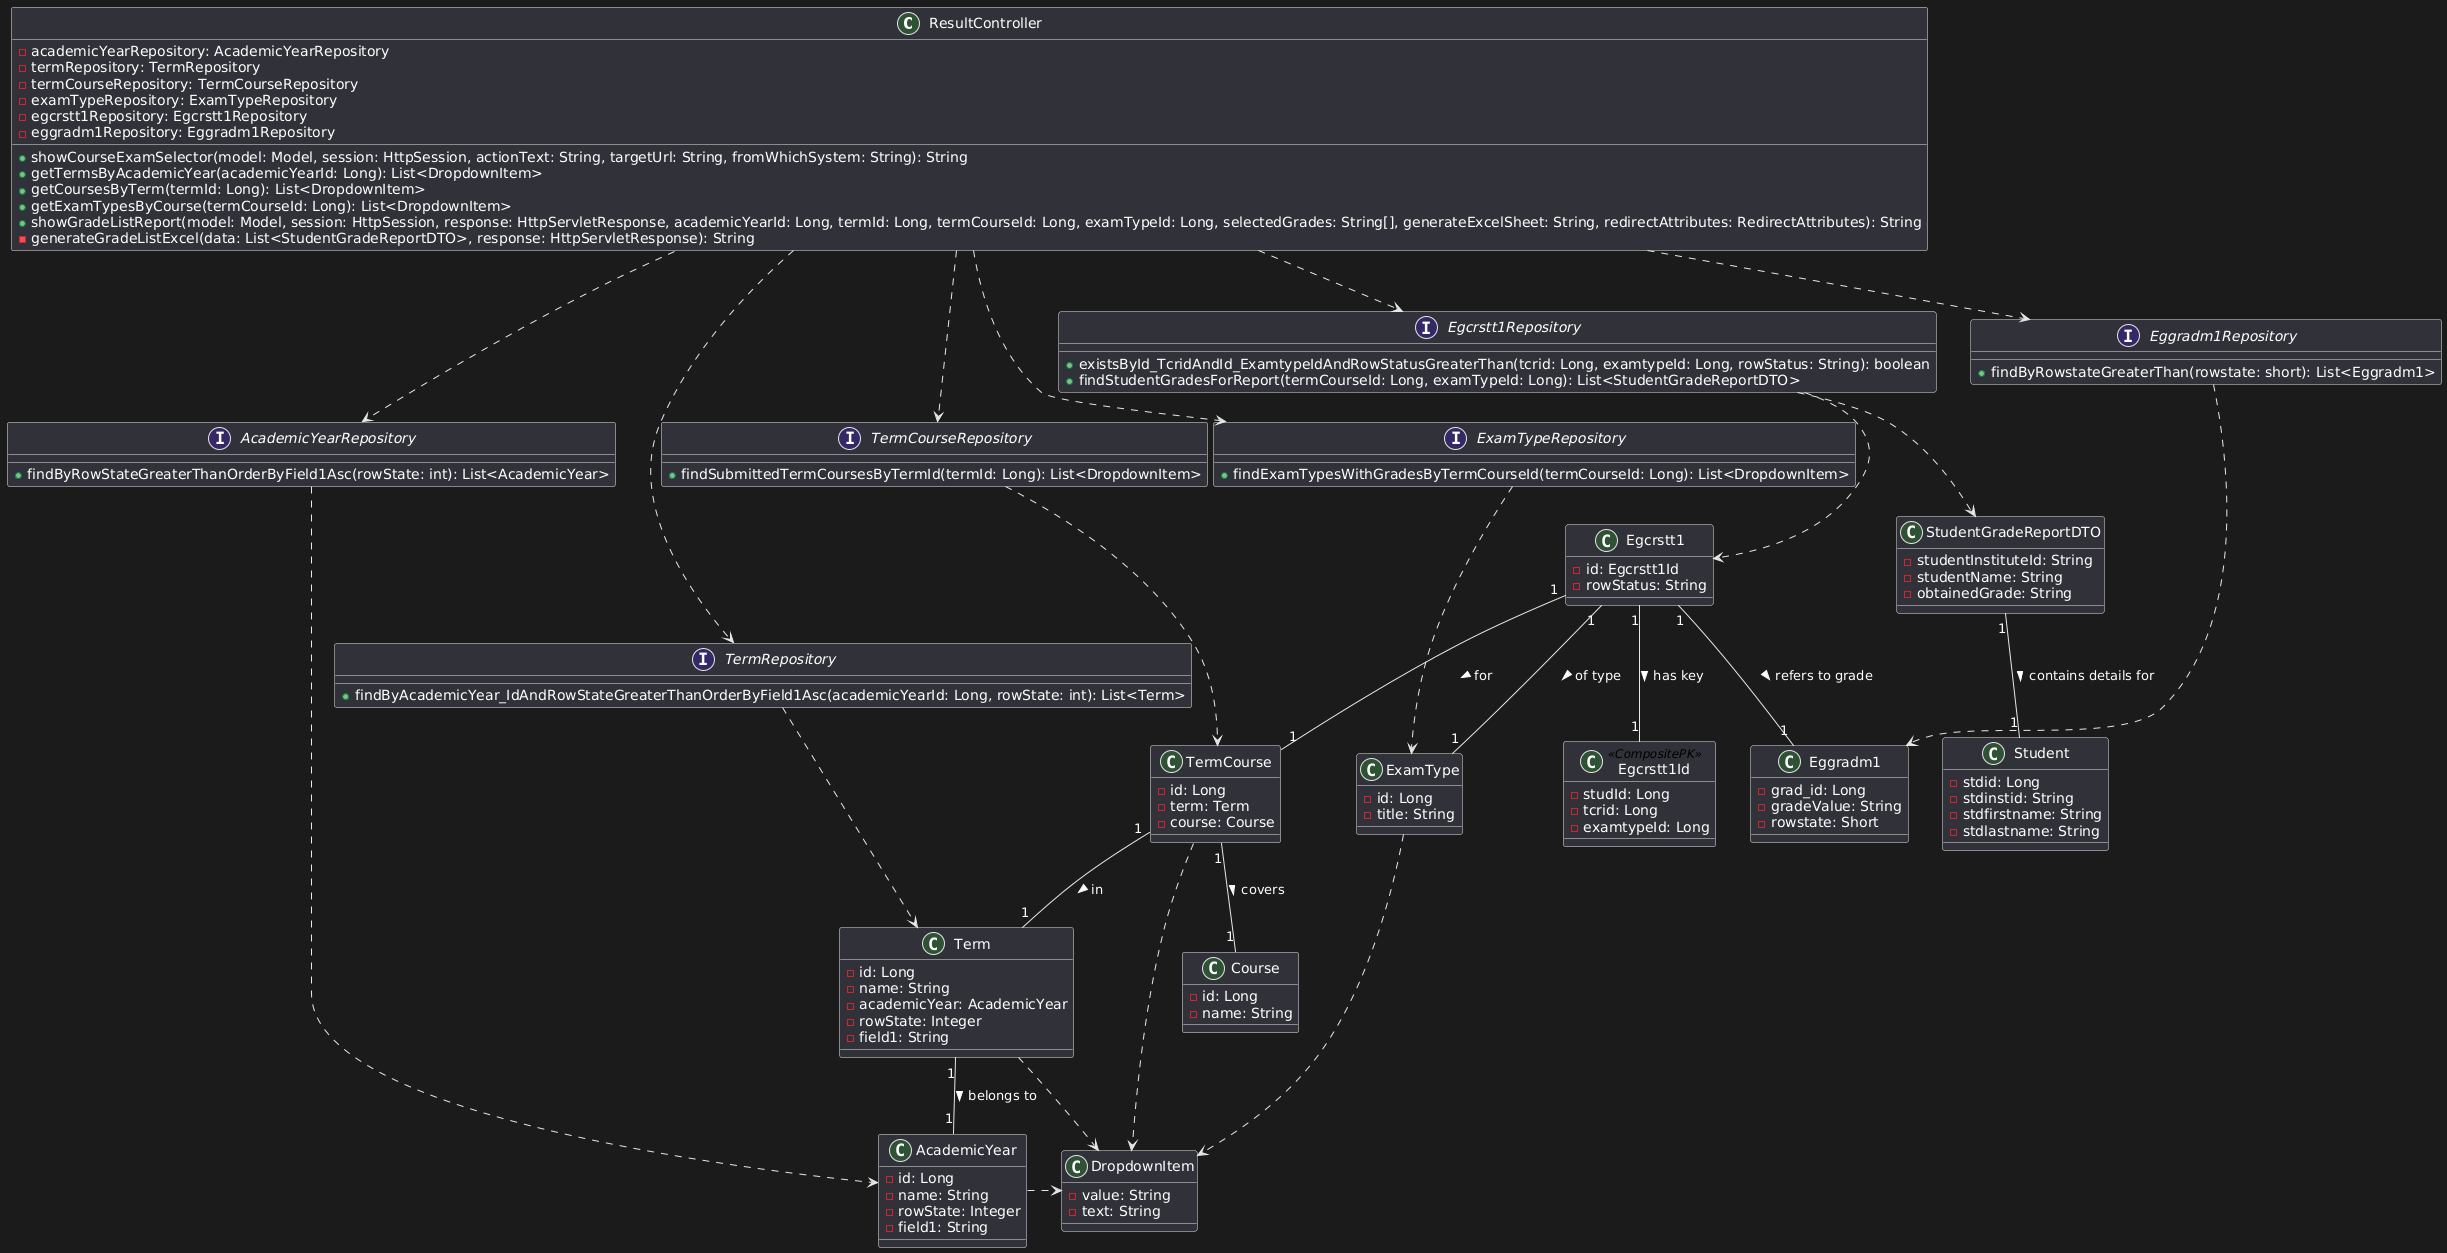 C ResultController
academicYearRepository: AcademicYearRepository
termRepository: TermRepository
termCourseRepository: TermCourseRepository
examTypeRepository: ExamTypeRepository
egcrstt1Repository: Egcrstt1Repository
eggradm1Repository: Eggradm1Repository
showCourseExamSelector(model: Model, session: HttpSession, actionText: String, targetUrl: String, fromWhichSystem: String): String
getTermsByAcademicYear(academicYearId: Long): List<DropdownItem>
getCoursesByTerm(termId: Long): List<DropdownItem>
getExamTypesByCourse(termCourseId: Long): List<DropdownItem>
showGradeListReport(model: Model, session: HttpSession, response: HttpServletResponse, academicYearId: Long, termId: Long, termCourseId: Long, examTypeId: Long, selectedGrades: String[], generateExcelSheet: String, redirectAttributes: RedirectAttributes): String
generateGradeListExcel(data: List<StudentGradeReportDTO>, response: HttpServletResponse): String
I Egcrstt1Repository
existsById_TcridAndId_ExamtypeIdAndRowStatusGreaterThan(tcrid: Long, examtypeId: Long, rowStatus: String): boolean
findStudentGradesForReport(termCourseId: Long, examTypeId: Long): List<StudentGradeReportDTO>
I Eggradm1Repository
findByRowstateGreaterThan(rowstate: short): List<Eggradm1>
I AcademicYearRepository
findByRowStateGreaterThanOrderByField1Asc(rowState: int): List<AcademicYear>
I TermCourseRepository
findSubmittedTermCoursesByTermId(termId: Long): List<DropdownItem>
I ExamTypeRepository
findExamTypesWithGradesByTermCourseId(termCourseId: Long): List<DropdownItem>
C Egcrstt1
id: Egcrstt1Id
rowStatus: String
C StudentGradeReportDTO
studentInstituteId: String
studentName: String
obtainedGrade: String
1
1
1
1
1
I TermRepository
findByAcademicYear_IdAndRowStateGreaterThanOrderByField1Asc(academicYearId: Long, rowState: int): List<Term>
for
of type
has key
refers to grade
contains details for
1
1
1
1
1
C TermCourse
id: Long
term: Term
course: Course
C ExamType
id: Long
title: String
C «CompositePK»
Egcrstt1Id
studId: Long
tcrid: Long
examtypeId: Long
C Eggradm1
grad_id: Long
gradeValue: String
rowstate: Short
C Student
stdid: Long
stdinstid: String
stdfirstname: String
stdlastname: String
1
1
in
covers
1
1
C Term
id: Long
name: String
academicYear: AcademicYear
rowState: Integer
field1: String
C Course
id: Long
name: String
1
belongs to
1
C AcademicYear
id: Long
name: String
rowState: Integer
field1: String
C DropdownItem
value: String
text: String